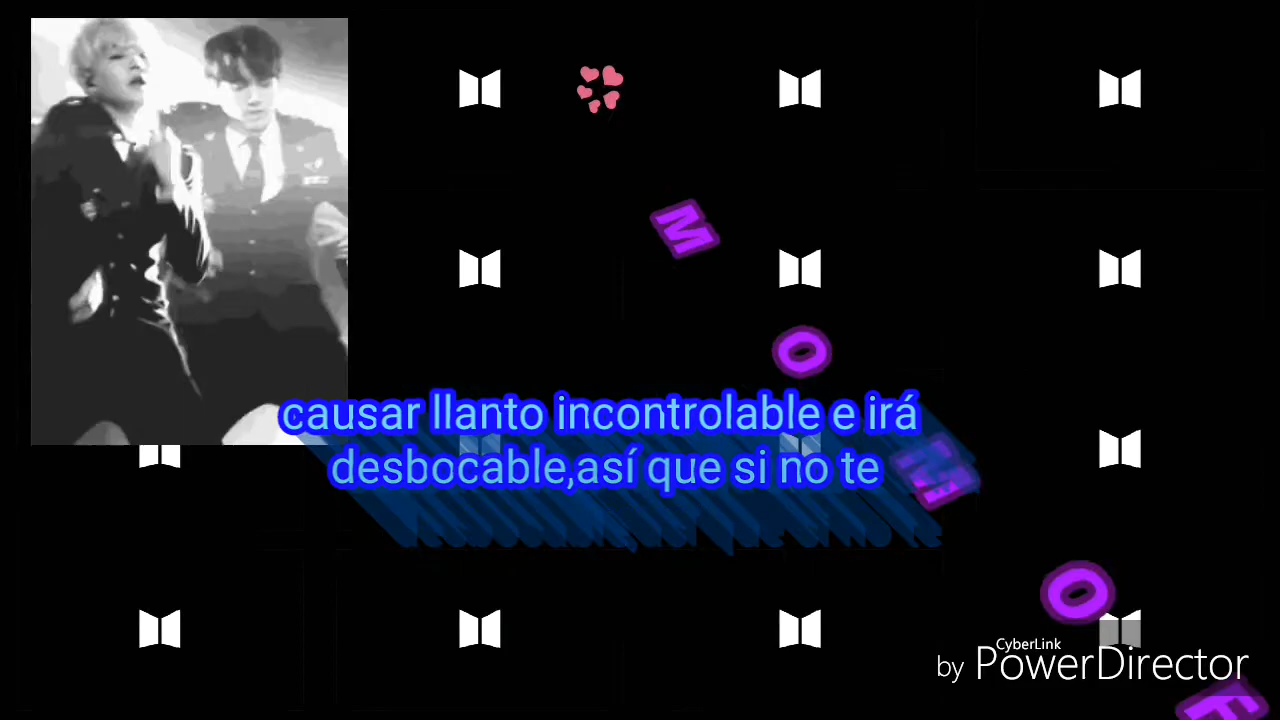 M
O
causar llanto incontrolable e irá
desbocable,así que si no te
O
CyberLink
by PowerDirector
F